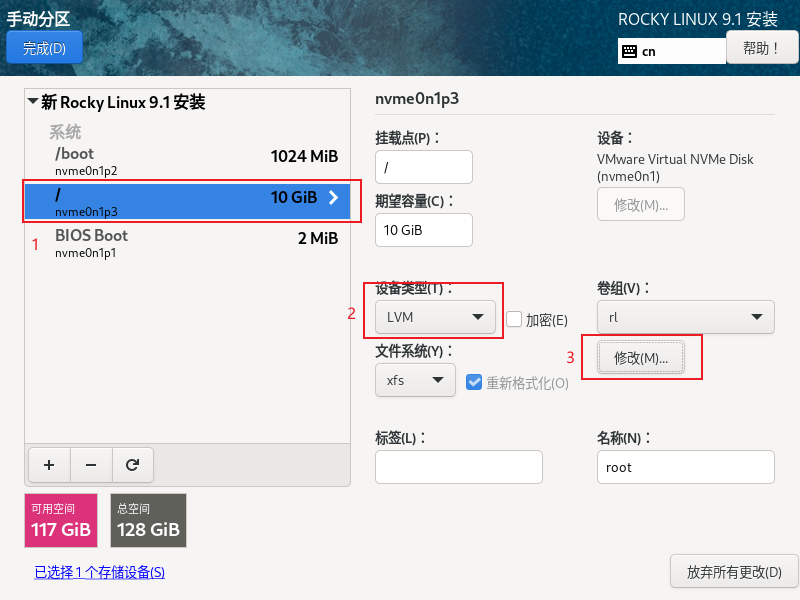 手动分区
ROCKY LINUX 9.1 安装
完成(D)
cn
帮助！
新 Rocky Linux 9.1 安装
系统
/boot
1024 MiB
nvme0n1p2
/
10 GiB
nvme0n1p3
1
BIOS Boot
2 MiB
nvme0n1p1
nvme0n1p3
挂载点(P)：
设备：
/
VMware Virtual NVMe Disk
(nvme0n1)
期望容量(C)：
修改(M)...
10 GiB
设备类型(T)：
卷组(V)：
2
LVM
加密(E)
rl
文件系统(Y)：
3
修改(M)...
xfs
重新格式化(O)
标签(L)：
名称(N)：
root
可用空间
117 GiB
总空间
128 GiB
已选择 1 个存储设备(S)
放弃所有更改(D)